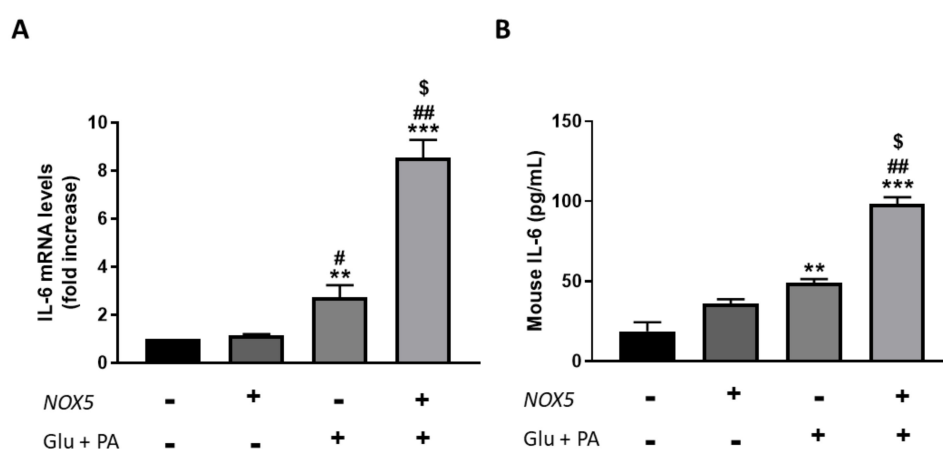 A
B
$
##
***
#
**
10
8
6
4
2
0
IL-6 mRNA levels
(fold increase)
NOX5 - + - +
Glu + PA - - + +
$
##
***
**
150
100
50
0
Mouse IL-6 (pg/mL)
NOX5 - + - +
Glu + PA - - + +